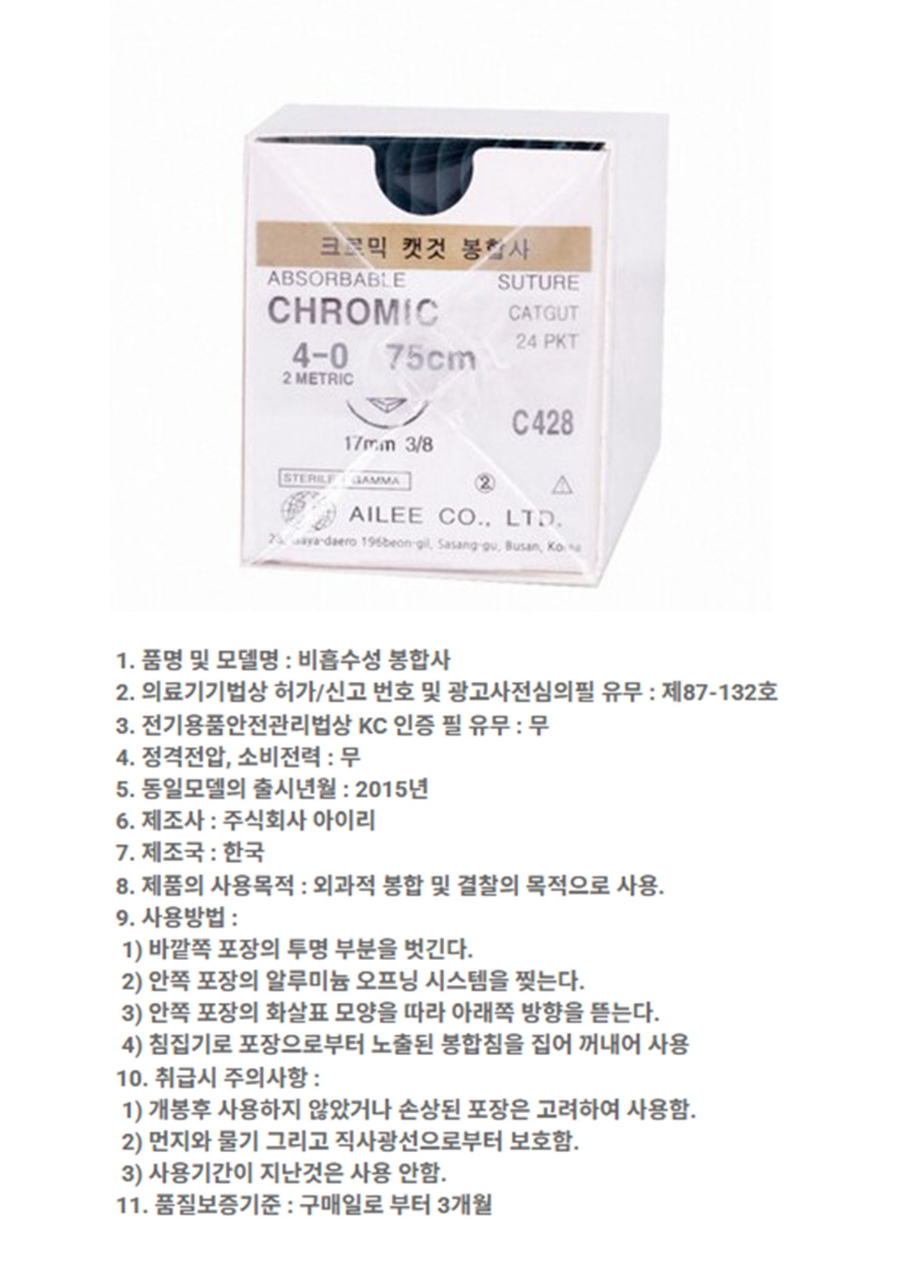 크로믹 캣것 봉합사
ABSORBABLE SUTURE
CHROMIC CATGUT
24 PKT
4-0 75cm
2 METRIC
C428
17mm 3/8
STERILE GAMMA
②
AILEE CO., LTD.
196beon-gil, Sasang-gu, Busan, Korea
1. 품명 및 모델명 : 비흡수성 봉합사
2. 의료기기법상 허가/신고 번호 및 광고사전심의필 유무 : 제87-132호
3. 전기용품안전관리법상 KC 인증 필 유무 : 무
4. 정격전압, 소비전력 : 무
5. 동일모델의 출시년월 : 2015년
6. 제조사 : 주식회사 아이리
7. 제조국 : 한국
8. 제품의 사용목적 : 외과적 봉합 및 결찰의 목적으로 사용.
9. 사용방법 :
1) 바깥쪽 포장의 투명 부분을 벗긴다.
2) 안쪽 포장의 알루미늄 오프닝 시스템을 찢는다.
3) 안쪽 포장의 화살표 모양을 따라 아래쪽 방향을 뜯는다.
4) 침집기로 포장으로부터 노출된 봉합침을 집어 꺼내어 사용
10. 취급시 주의사항 :
1) 개봉후 사용하지 않았거나 손상된 포장은 고려하여 사용함.
2) 먼지와 물기 그리고 직사광선으로부터 보호함.
3) 사용기간이 지난것은 사용 안함.
11. 품질보증기준 : 구매일로 부터 3개월